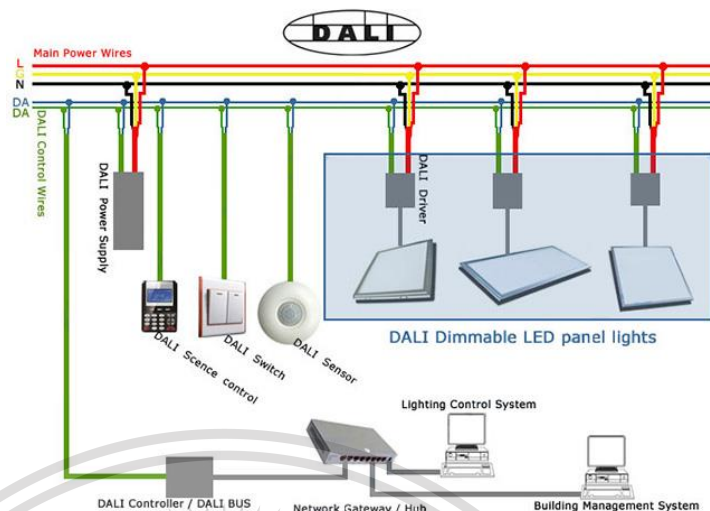 DALI
Main Power Wires
L
G
N
DA
DA
DALI Control Wires
DALI Power Supply
DALI Driver
DALI Scence control
DALI Switch
DALI Sensor
DALI Dimmable LED panel lights
Lighting Control System
DALI Controller / DALI BUS
Network Gateway / Hub
Building Management System